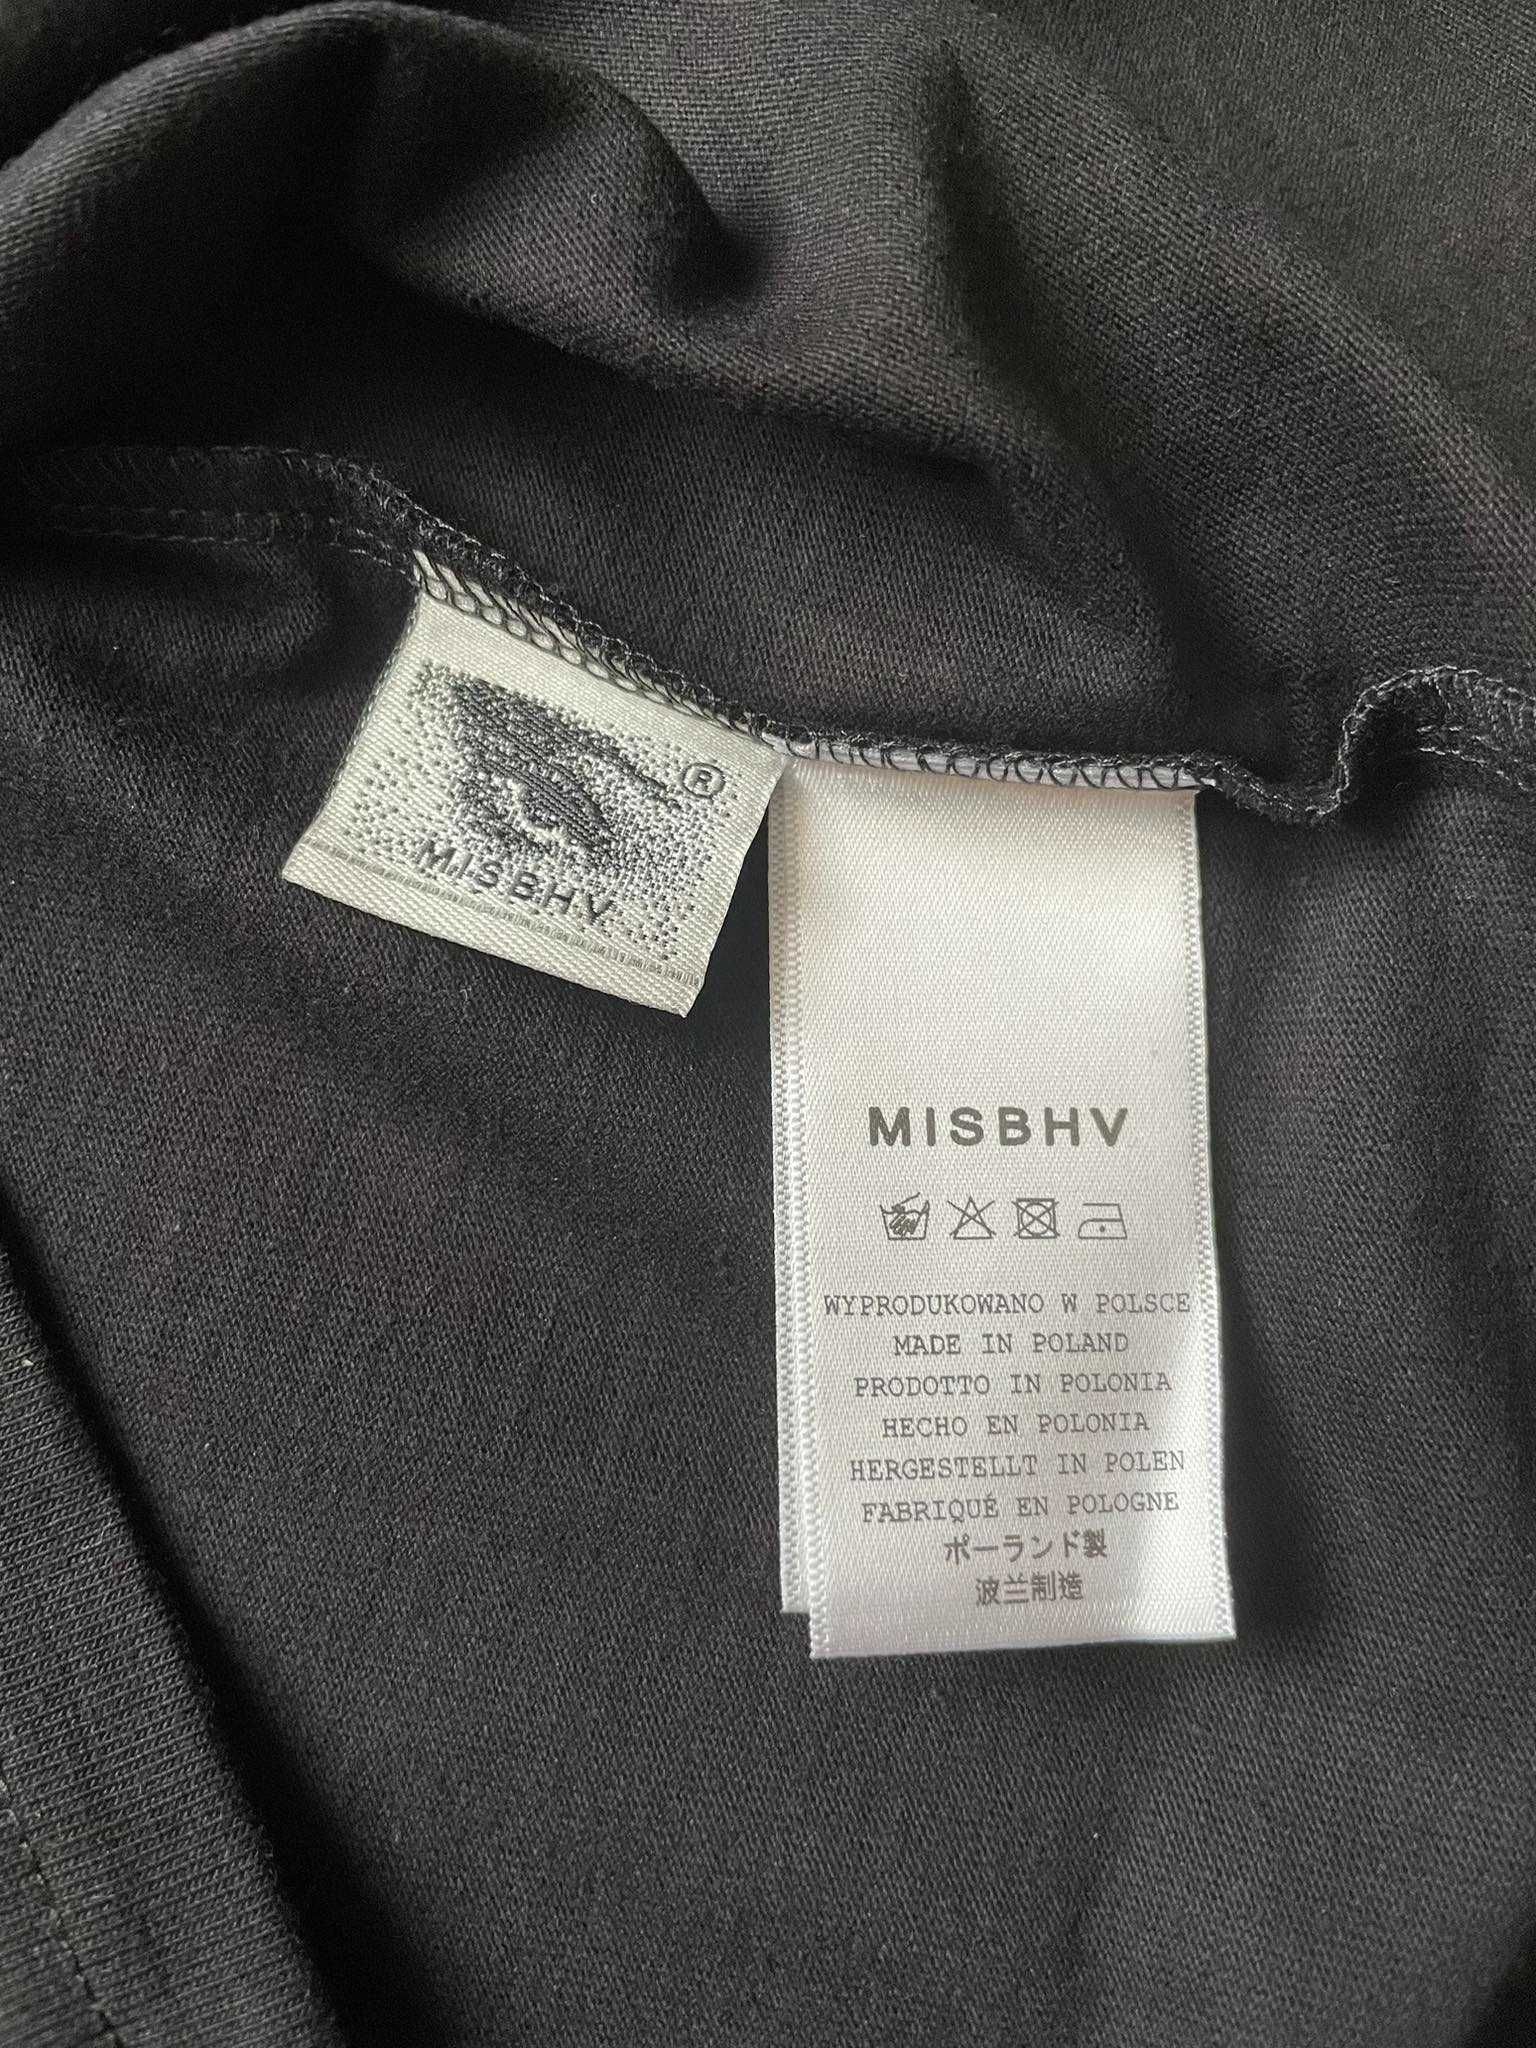 ®
MISBHV
MISBHV
WYPRODUKOWANO W POLSCE
MADE IN POLAND
PRODOTTO IN POLONIA
HECHO EN POLONIA
HERGESTELLT IN POLEN
FABRIQUÉ EN POLOGNE
ポーランド製
波兰制造